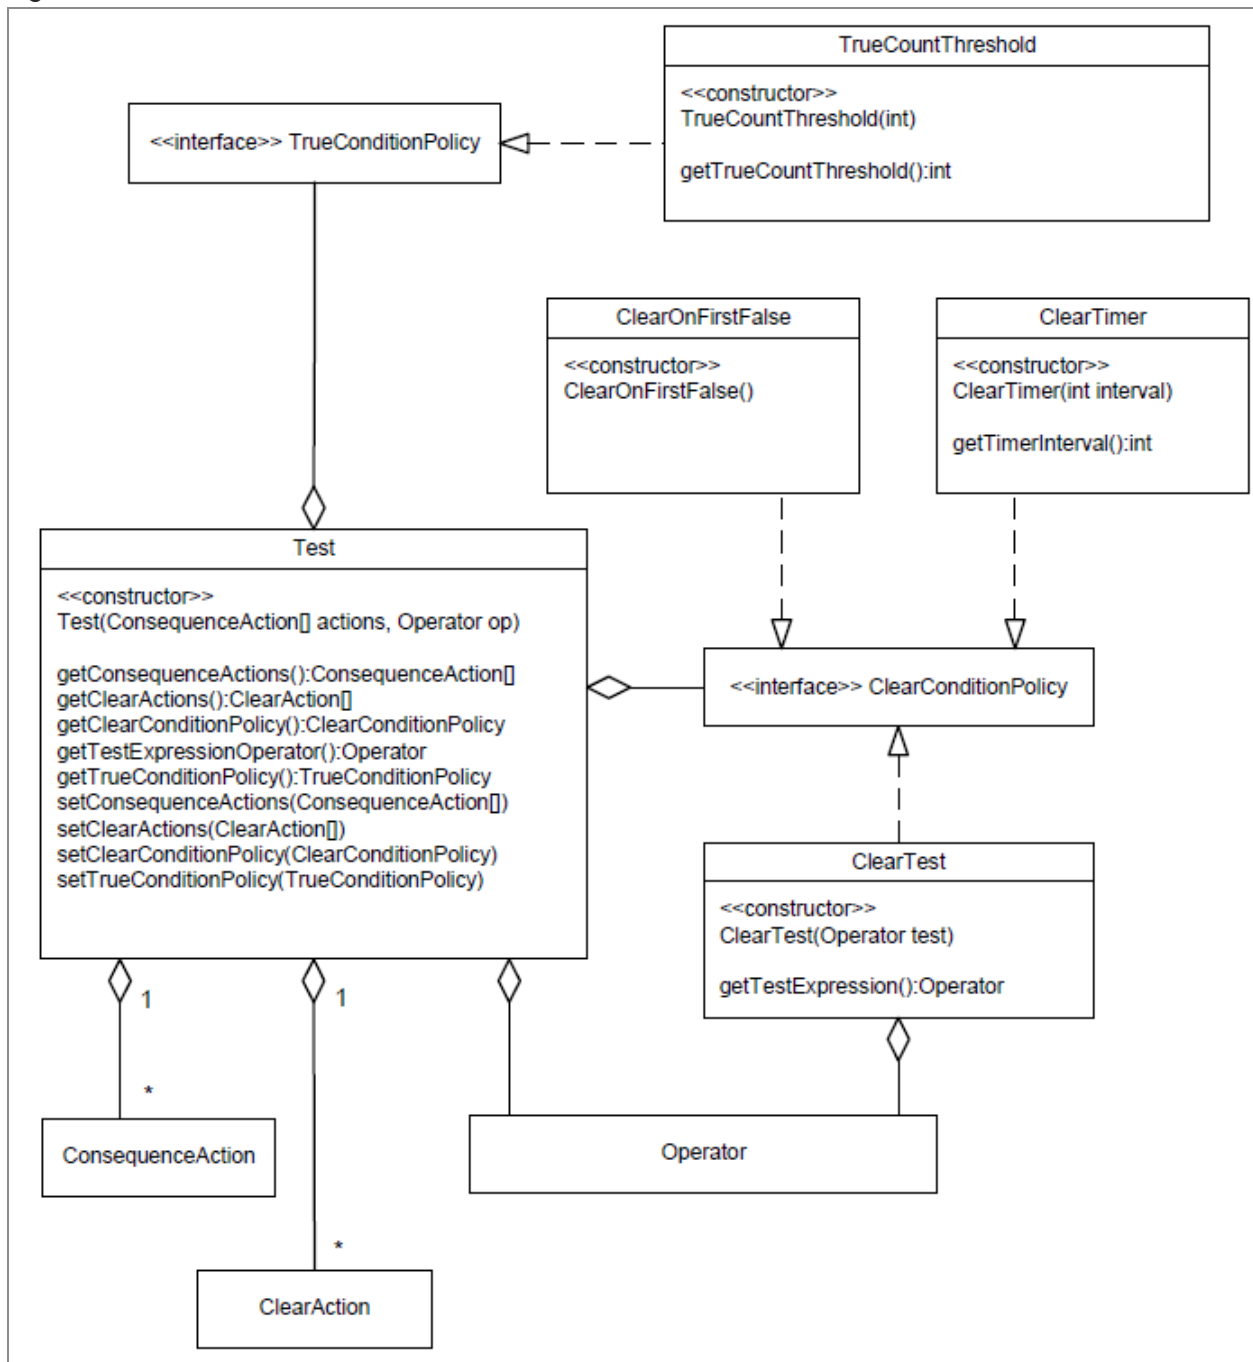 TrueCountThreshold
<<constructor>>
TrueCountThreshold(int)
getTrueCountThreshold():int
<<interface>> TrueConditionPolicy
ClearOnFirstFalse
<<constructor>>
ClearOnFirstFalse()
ClearTimer
<<constructor>>
ClearTimer(int interval)
getTimerInterval():int
Test
<<constructor>>
Test(ConsequenceAction[] actions, Operator op)
getConsequenceActions():ConsequenceAction[]
getClearActions():ClearAction[]
getClearConditionPolicy():ClearConditionPolicy
getTestExpressionOperator():Operator
getTrueConditionPolicy():TrueConditionPolicy
setConsequenceActions(ConsequenceAction[])
setClearActions(ClearAction[])
setClearConditionPolicy(ClearConditionPolicy)
setTrueConditionPolicy(TrueConditionPolicy)
<<interface>> ClearConditionPolicy
ClearTest
<<constructor>>
ClearTest(Operator test)
getTestExpression():Operator
1
1
*
ConsequenceAction
Operator
*
ClearAction